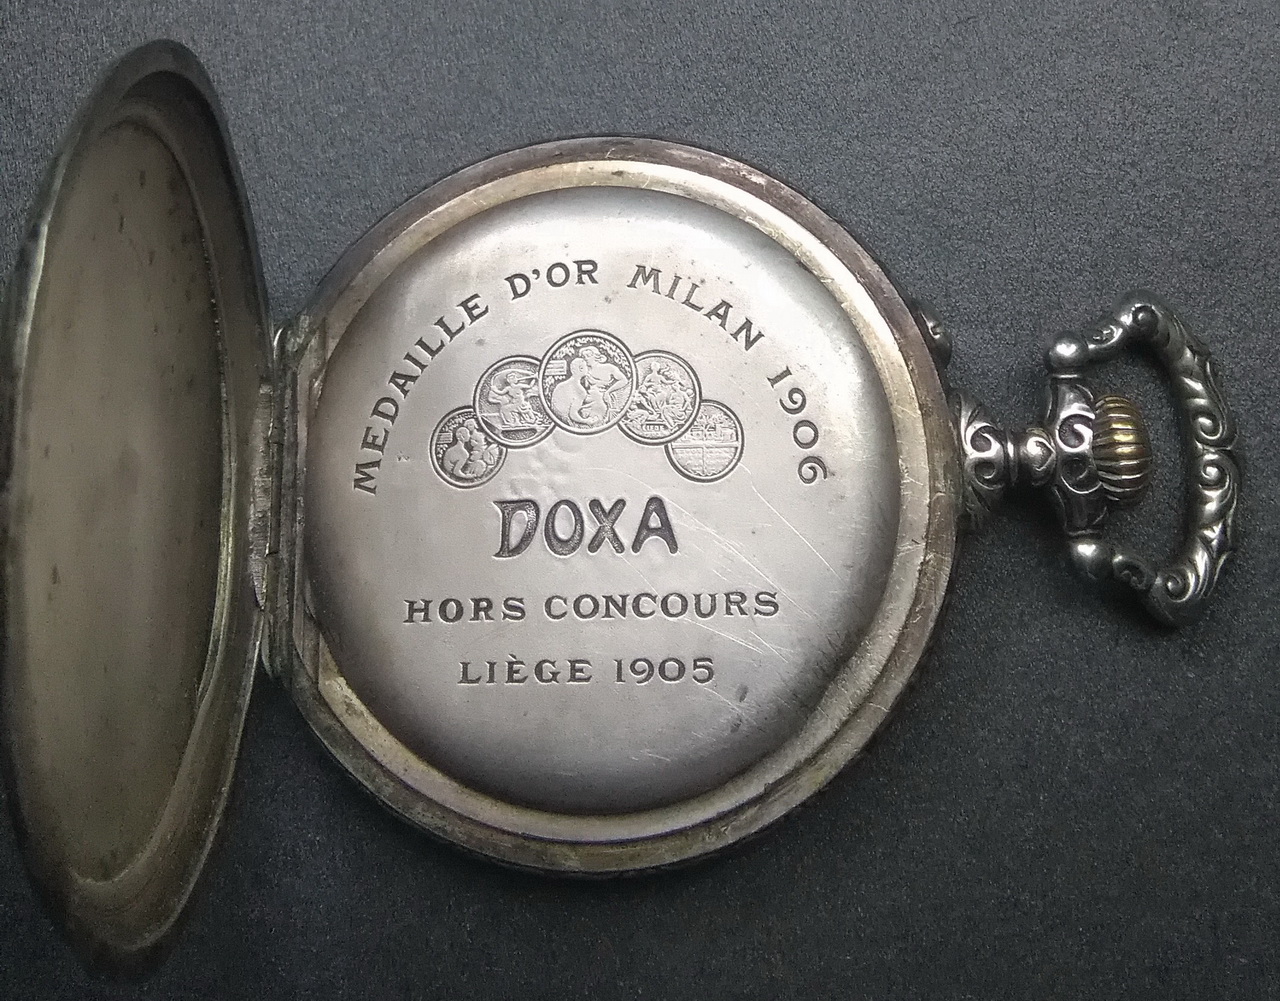 MEDAILLE D'OR MILAN 1906
DOXA
HORS CONCOURS
LIÈGE 1905